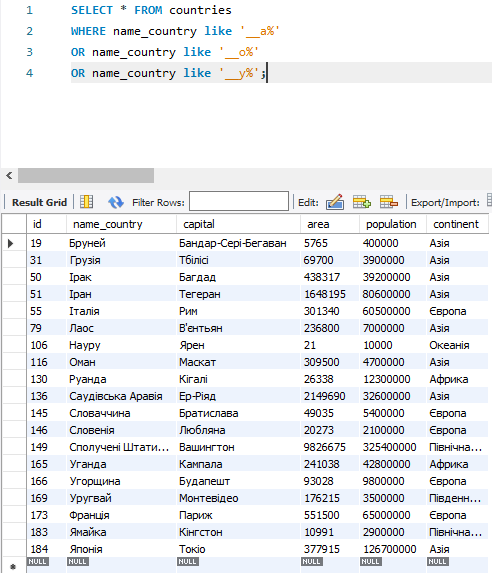 1 SELECT * FROM countries
2 WHERE name_country like '__а%'
3 OR name_country like '__о%'
4 OR name_country like '__у%';
Result Grid Filter Rows: Edit: Export/Import:
id name_country capital area population continent
19 Бруней Бандар-Сері-Бегаван 5765 400000 Азія
31 Грузія Тбілісі 69700 3900000 Азія
50 Ірак Багдад 438317 39200000 Азія
51 Іран Тегеран 1648195 80600000 Азія
55 Італія Рим 301340 60500000 Європа
79 Лаос В'єнтьян 236800 7000000 Азія
106 Науру Ярен 21 10000 Океанія
116 Оман Маскат 309500 4700000 Азія
130 Руанда Кігалі 26338 12300000 Африка
136 Саудівська Аравія Ер-Ріяд 2149690 32600000 Азія
145 Словаччина Братислава 49035 5400000 Європа
146 Словенія Любляна 20273 2100000 Європа
149 Сполучені Штати... Вашингтон 9826675 325400000 Північна...
165 Уганда Кампала 241038 42800000 Африка
166 Угорщина Будапешт 93028 9800000 Європа
169 Уругвай Монтевідео 176215 3500000 Південн...
173 Франція Париж 551500 65000000 Європа
183 Ямайка Кінгстон 10991 2900000 Північна...
184 Японія Токіо 377915 126700000 Азія
NULL NULL NULL NULL NULL NULL